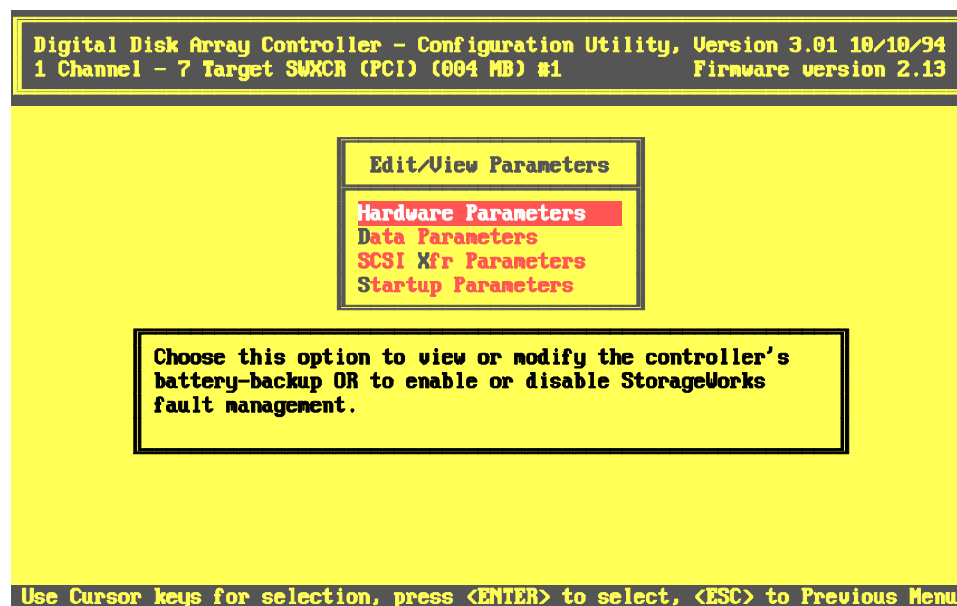 Digital Disk Array Controller - Configuration Utility, Version 3.01 10/10/94
1 Channel - 7 Target SWXCR (PCI) (004 MB) #1 Firmware version 2.13
Edit/View Parameters
Hardware Parameters
Data Parameters
SCSI Xfr Parameters
Startup Parameters
Choose this option to view or modify the controller's
battery-backup OR to enable or disable StorageWorks
fault management.
Use Cursor keys for selection, press <ENTER> to select, <ESC> to Previous Menu